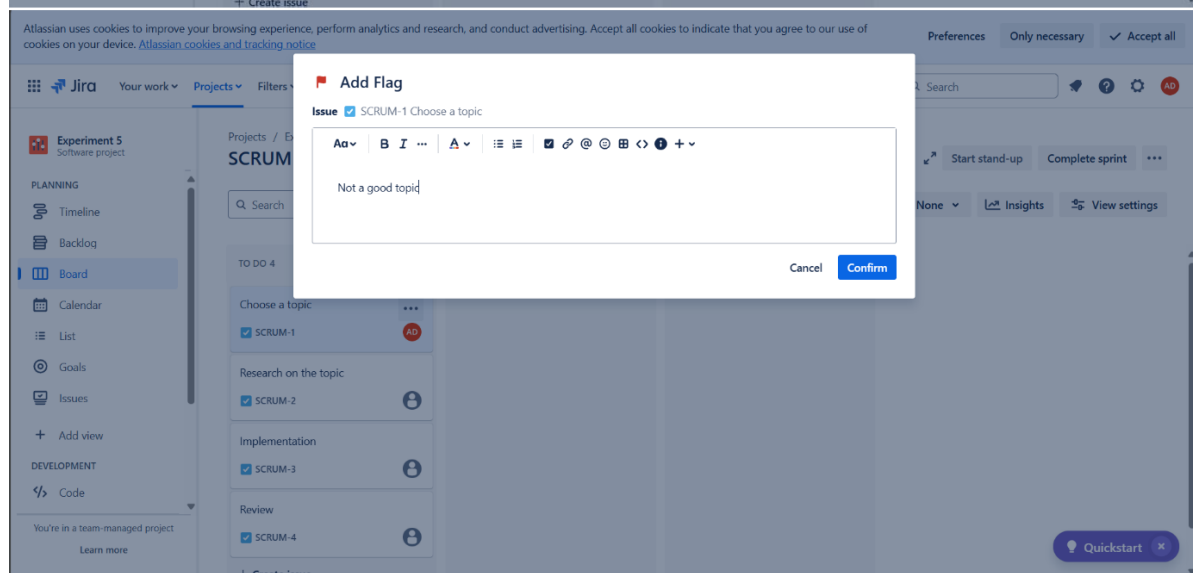 + Create issue
Atlassian uses cookies to improve your browsing experience, perform analytics and research, and conduct advertising. Accept all cookies to indicate that you agree to our use of
cookies on your device. Atlassian cookies and tracking notice
Preferences
Only necessary
Accept all
Jira
Your work
Projects
Filters
Search
AD
Add Flag
Issue SCRUM-1 Choose a topic
Aa B I ... A
Not a good topic
Cancel
Confirm
Experiment 5
Software project
PLANNING
Timeline
Backlog
Board
Calendar
List
Goals
Issues
+ Add view
DEVELOPMENT
Code
You're in a team-managed project
Learn more
Projects /
SCRUM
Start stand-up
Complete sprint
Search
None
Insights
View settings
TO DO 4
Choose a topic
SCRUM-1
AD
Research on the topic
SCRUM-2
Implementation
SCRUM-3
Review
SCRUM-4
Quickstart